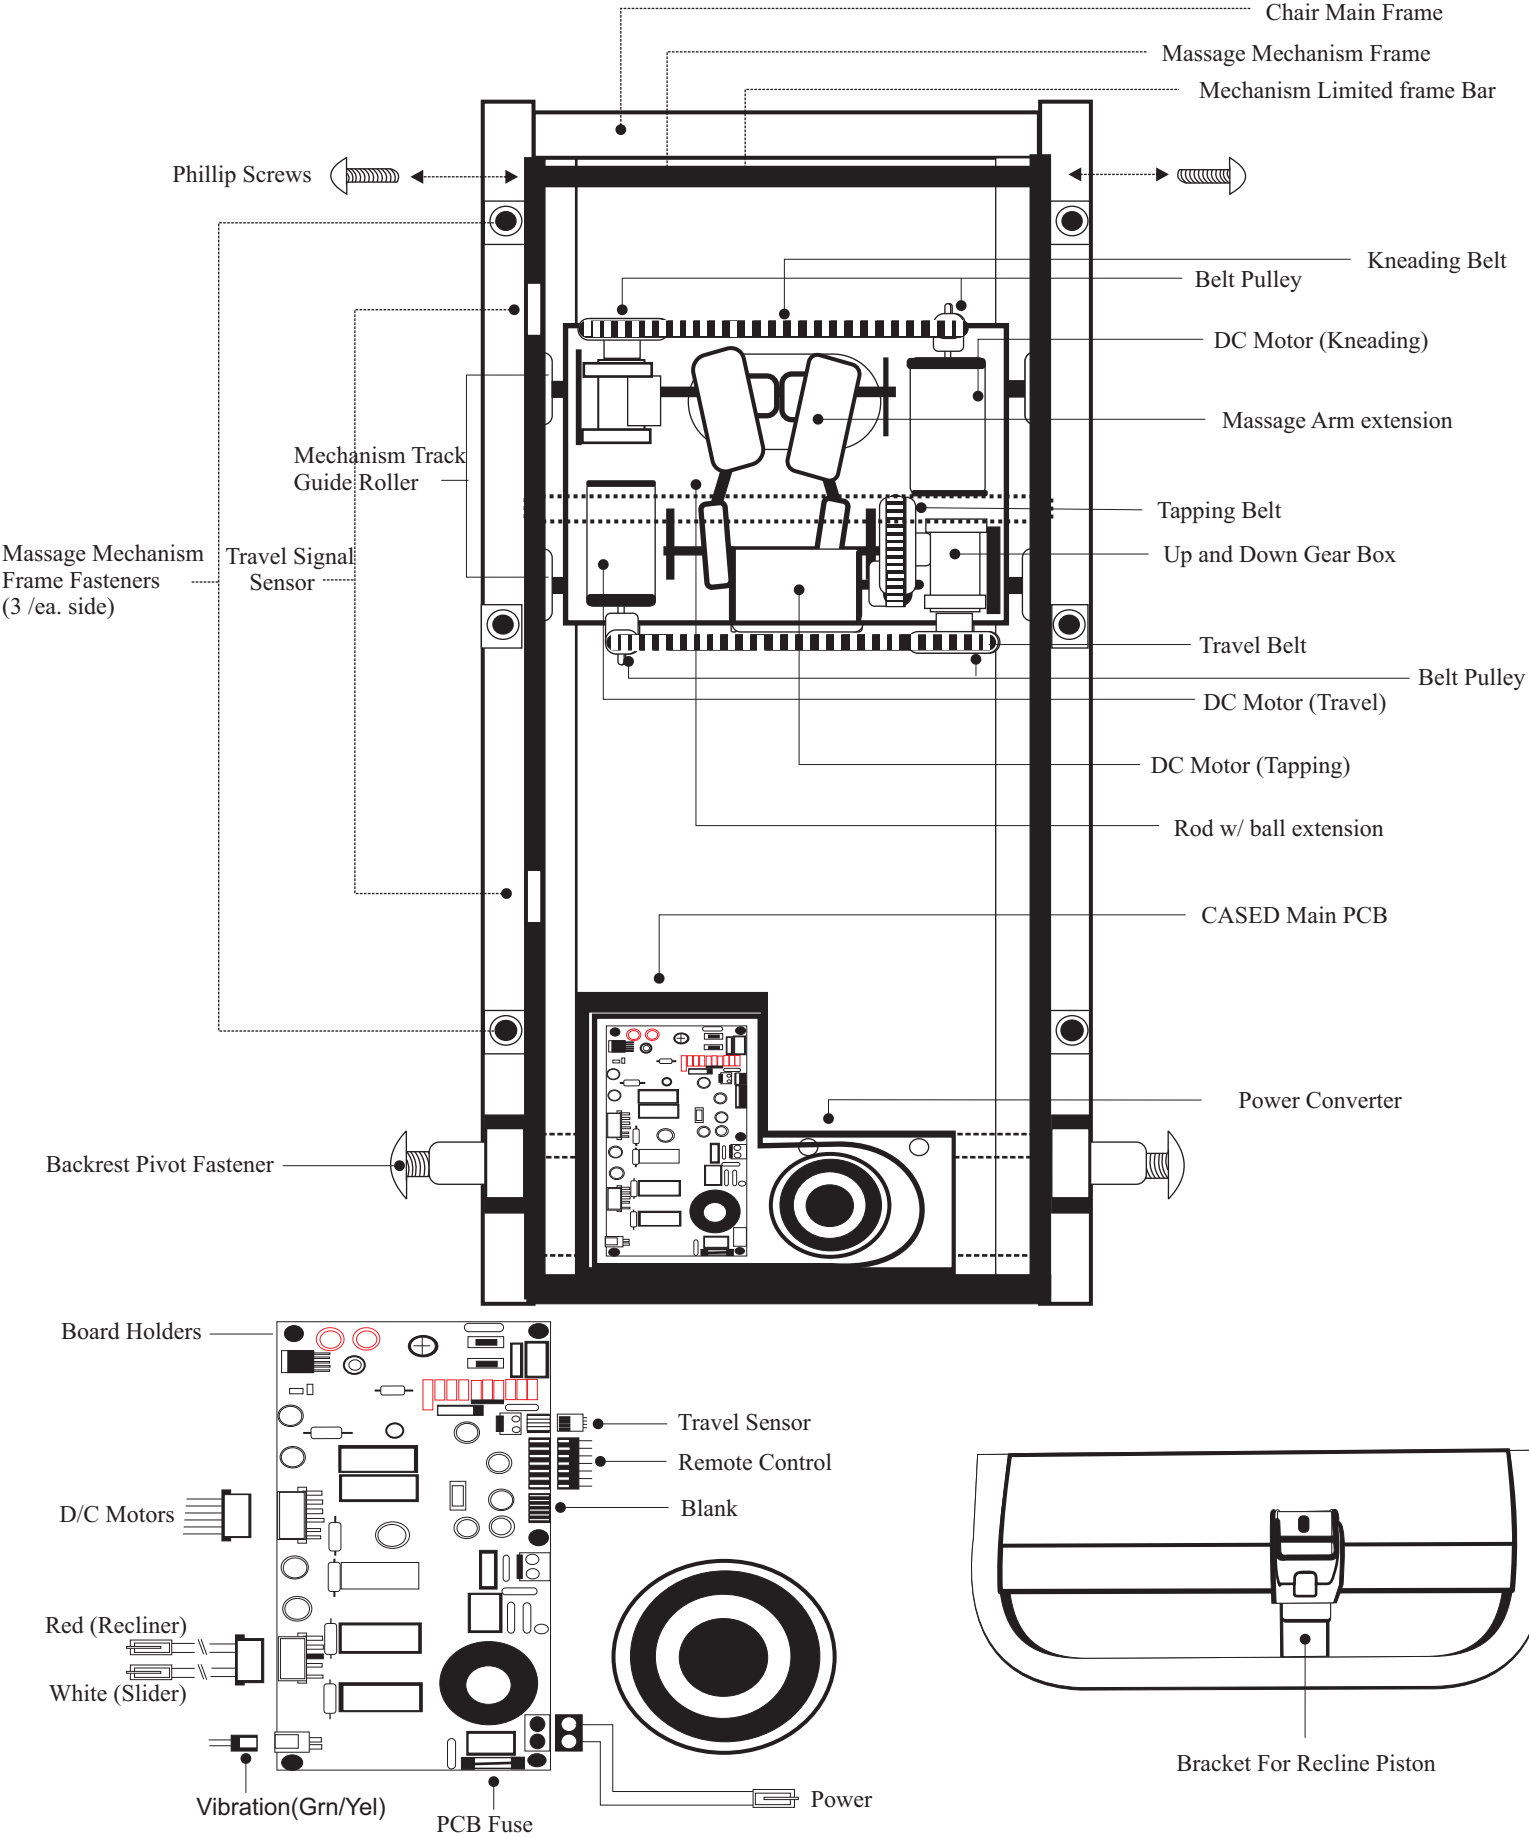 Chair Main Frame
Massage Mechanism Frame
Mechanism Limited frame Bar
Phillip Screws
Kneading Belt
Belt Pulley
DC Motor (Kneading)
Massage Arm extension
Mechanism Track
Guide Roller
Tapping Belt
Massage Mechanism
Frame Fasteners
(3 /ea. side)
Travel Signal
Sensor
Up and Down Gear Box
Travel Belt
Belt Pulley
DC Motor (Travel)
DC Motor (Tapping)
Rod w/ ball extension
CASED Main PCB
Power Converter
Backrest Pivot Fastener
Board Holders
Travel Sensor
Remote Control
Blank
D/C Motors
Red (Recliner)
White (Slider)
Vibration(Grn/Yel)
PCB Fuse
Power
Bracket For Recline Piston